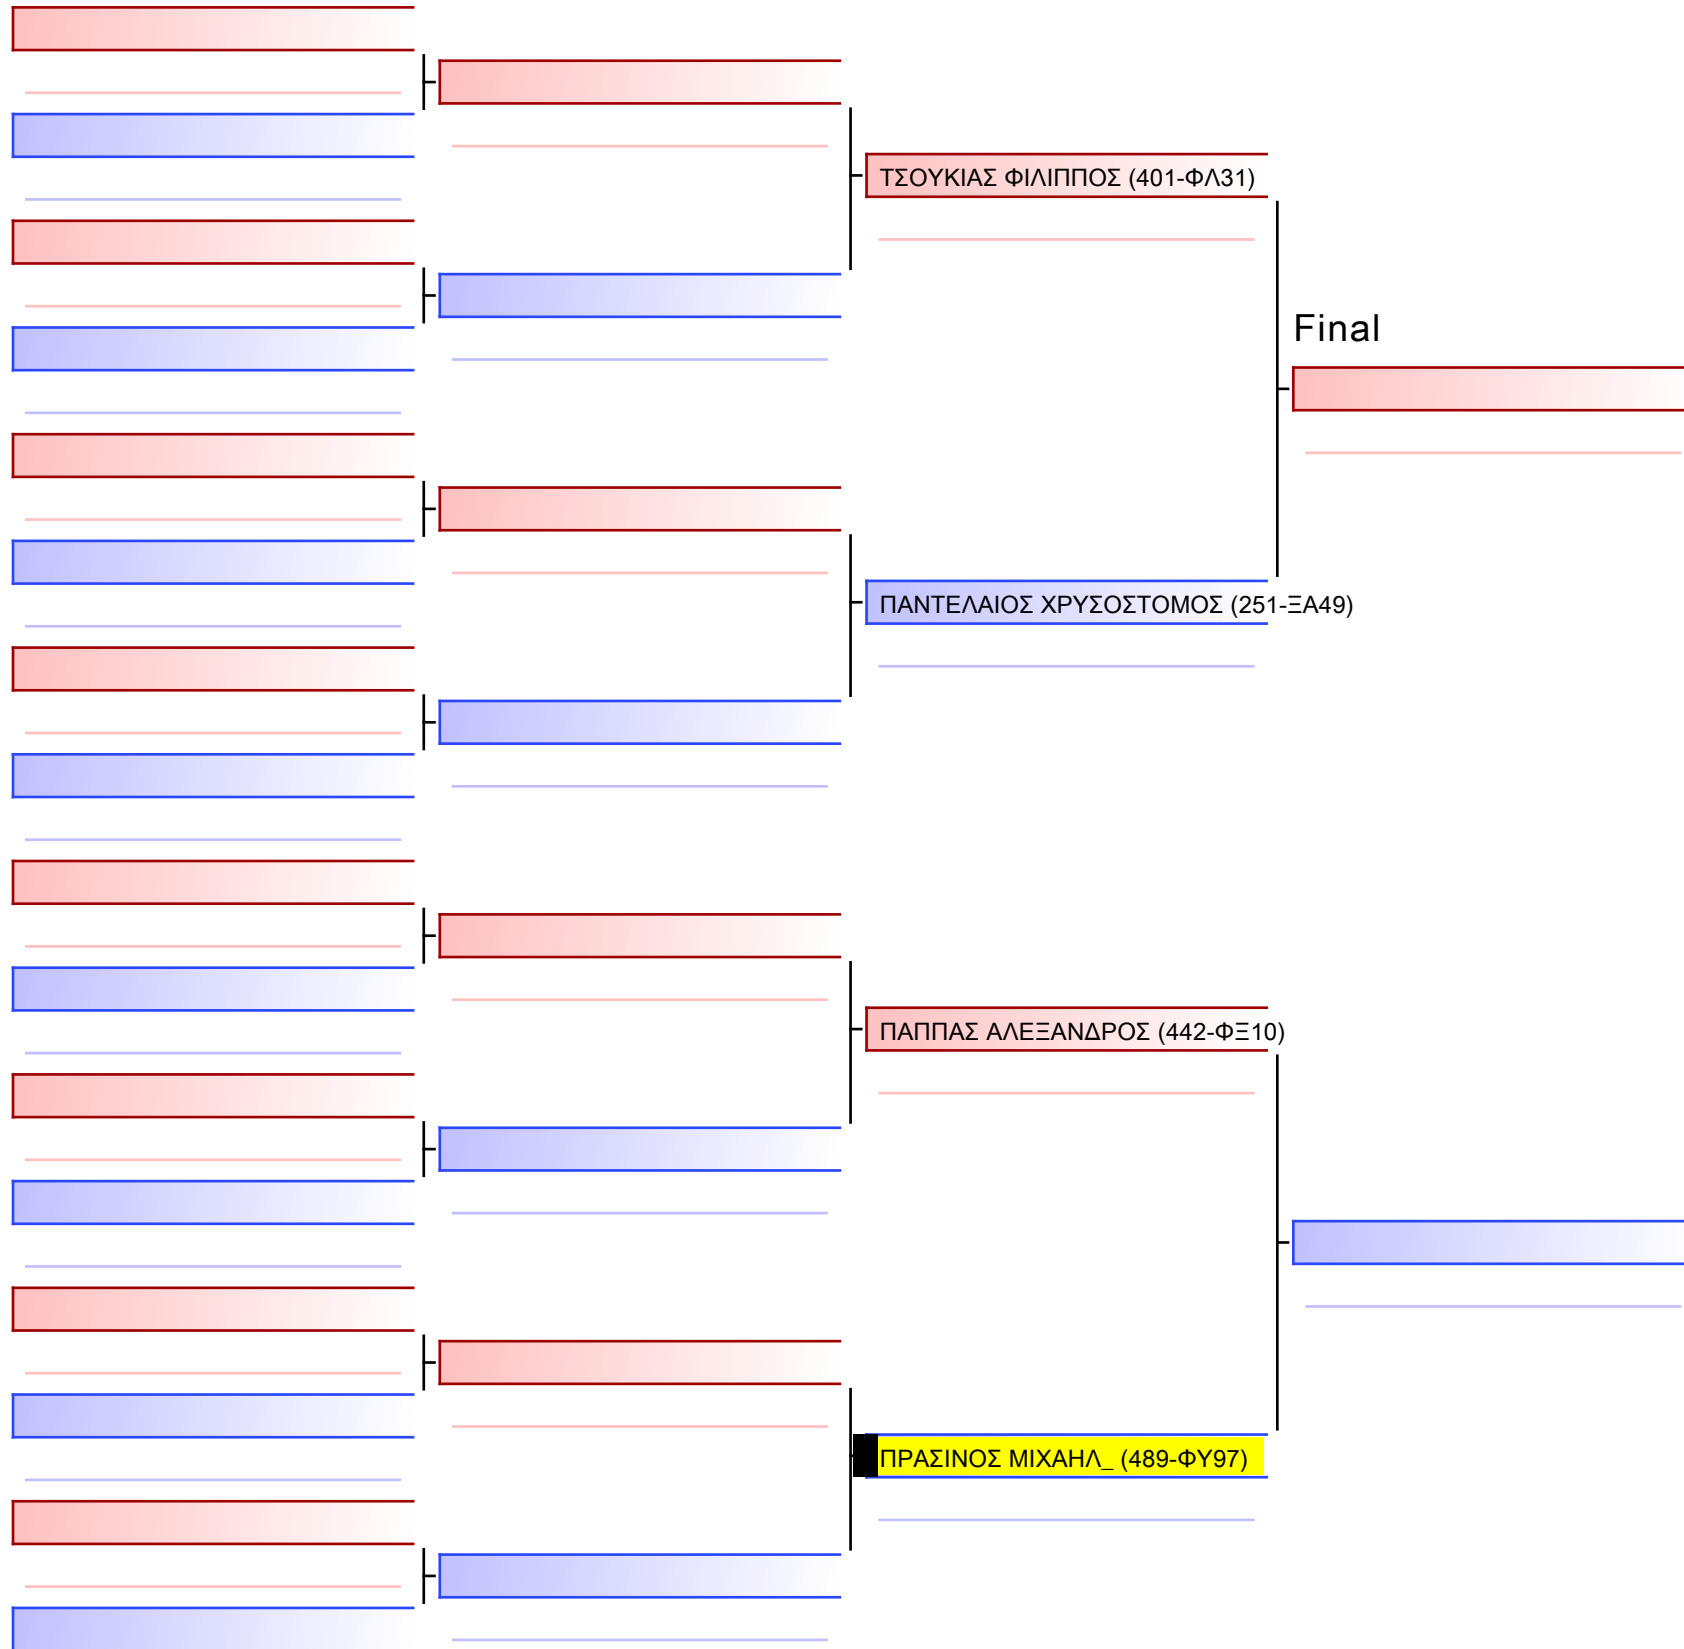 ΤΣΟΥΚΙΑΣ ΦΙΛΙΠΠΟΣ (401-ΦΛ31)
Final
ΠΑΝΤΕΛΑΙΟΣ ΧΡΥΣΟΣΤΟΜΟΣ (251-ΞΑ49)
ΠΑΠΠΑΣ ΑΛΕΞΑΝΔΡΟΣ (442-ΦΞ10)
ΠΡΑΣΙΝΟΣ ΜΙΧΑΗΛ_ (489-ΦΥ97)